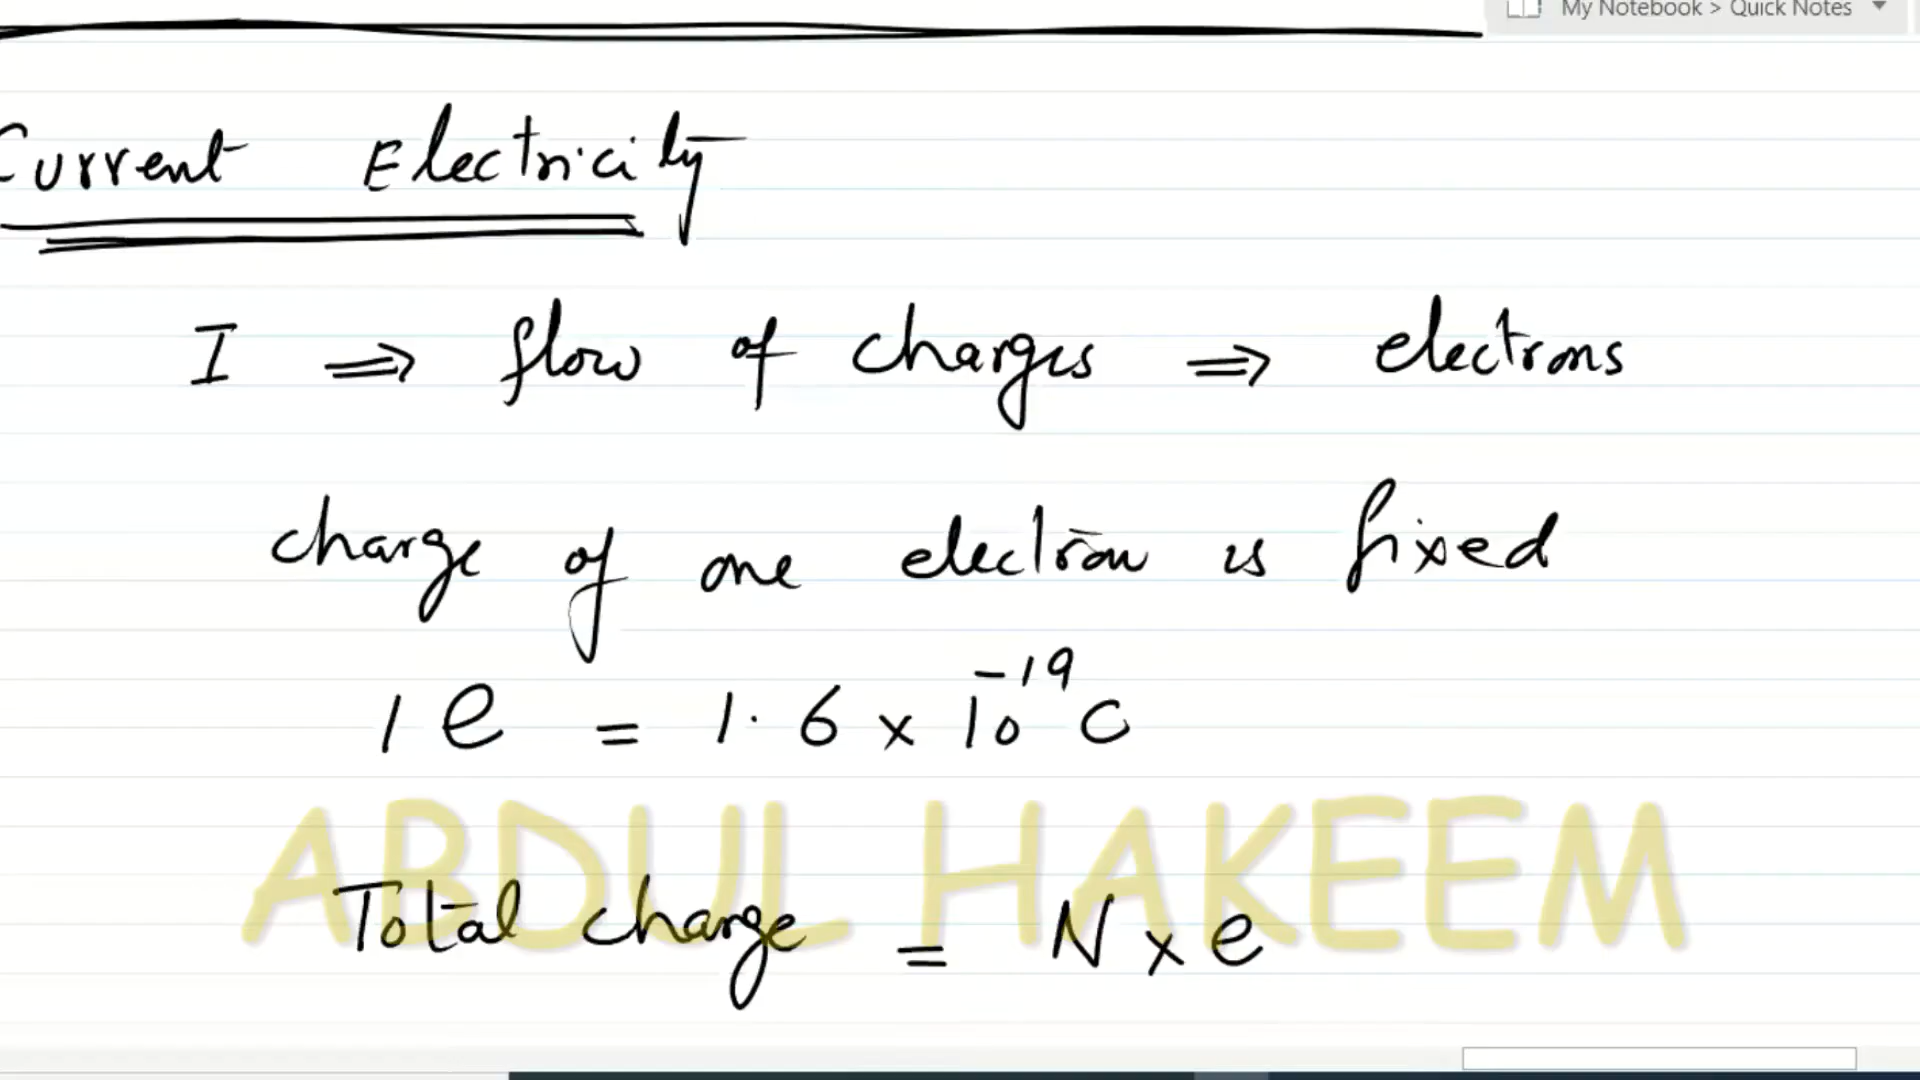 My Notebook > Quick Notes
Current Electricity
I ⇒ flow of charges ⇒ electrons
charge of one electron is fixed
1 e = 1.6 × 10⁻¹⁹ C
ABDUL HAKEEM
Total charge = N × e